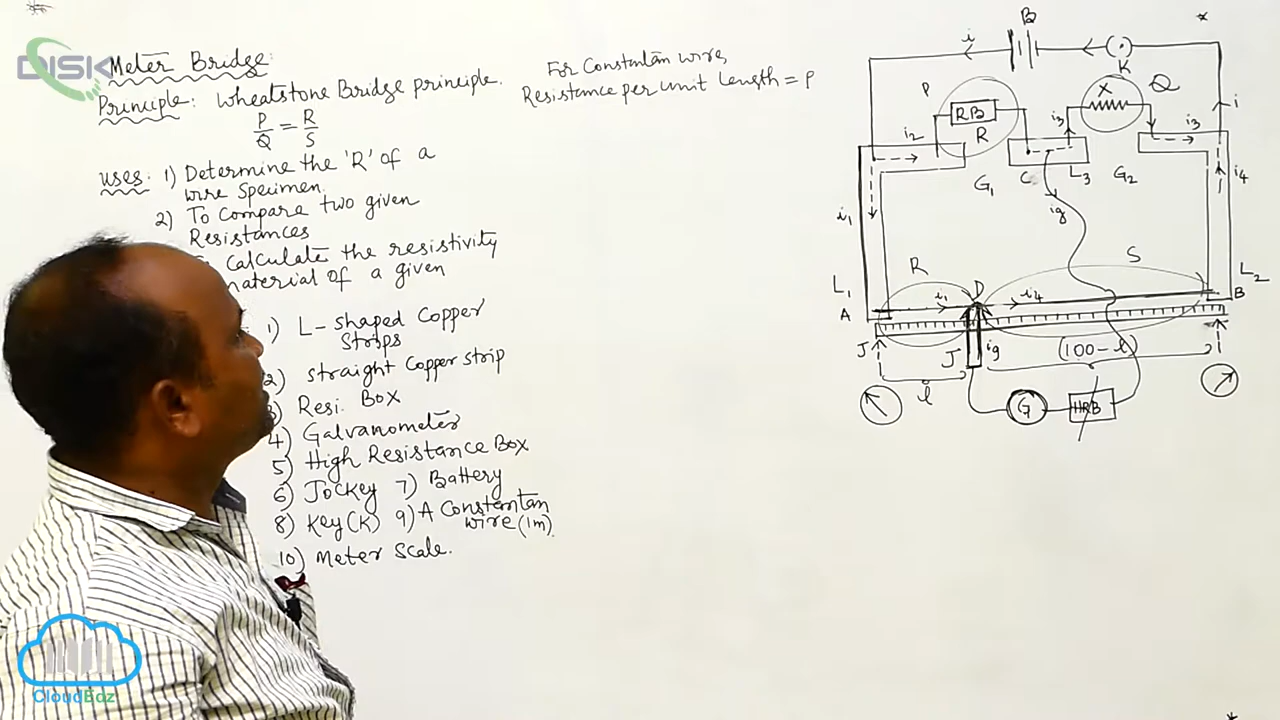 DISK
Meter Bridge:
Principle: Wheatstone Bridge principle.
P/Q = R/S
For Constantan wire,
Resistance per unit Length = ρ
uses: 1) Determine the 'R' of a
wire specimen.
2) To compare two given
Resistances
calculate the resistivity
material of a given
1) L-shaped Copper
Strips
2) straight Copper strip
3) Resi. Box
4) Galvanometer
5) High Resistance Box
6) Jockey 7) Battery
8) Key (K) 9) A Constantan
wire (1m).
10) Meter Scale.
B
i
K
P
RB
R
X
Q
i2
i3
i3
i
G1
C
L3
G2
i4
i1
ig
L1
R
S
L2
A
i1
D
i4
B
J
J
ig
(100-l)
l
G
HRB
CloudEdz